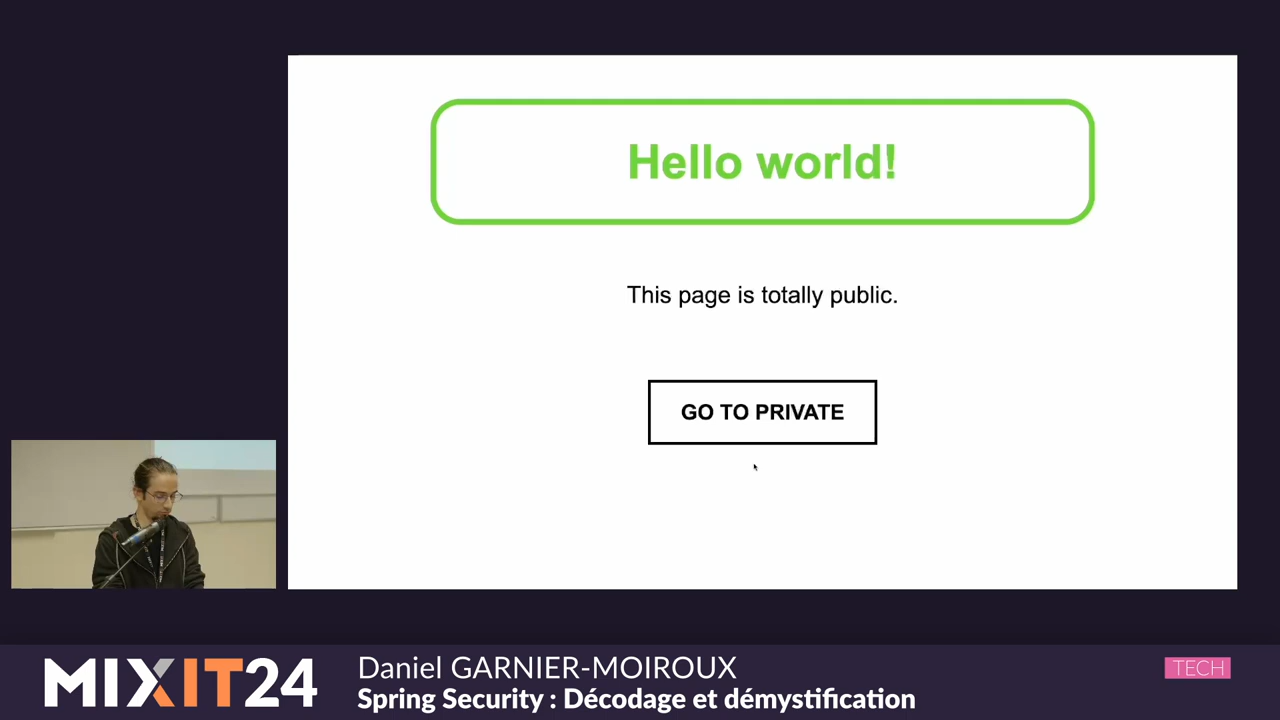 Hello world!
This page is totally public.
GO TO PRIVATE
MIXIT24
Daniel GARNIER-MOIROUX
Spring Security : Décodage et démystification
TECH